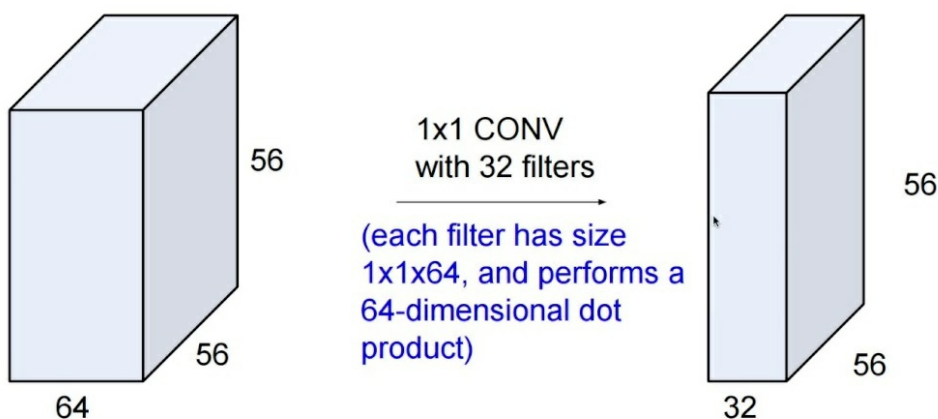 56
56
64
1x1 CONV
with 32 filters
(each filter has size
1x1x64, and performs a
64-dimensional dot
product)
56
56
32